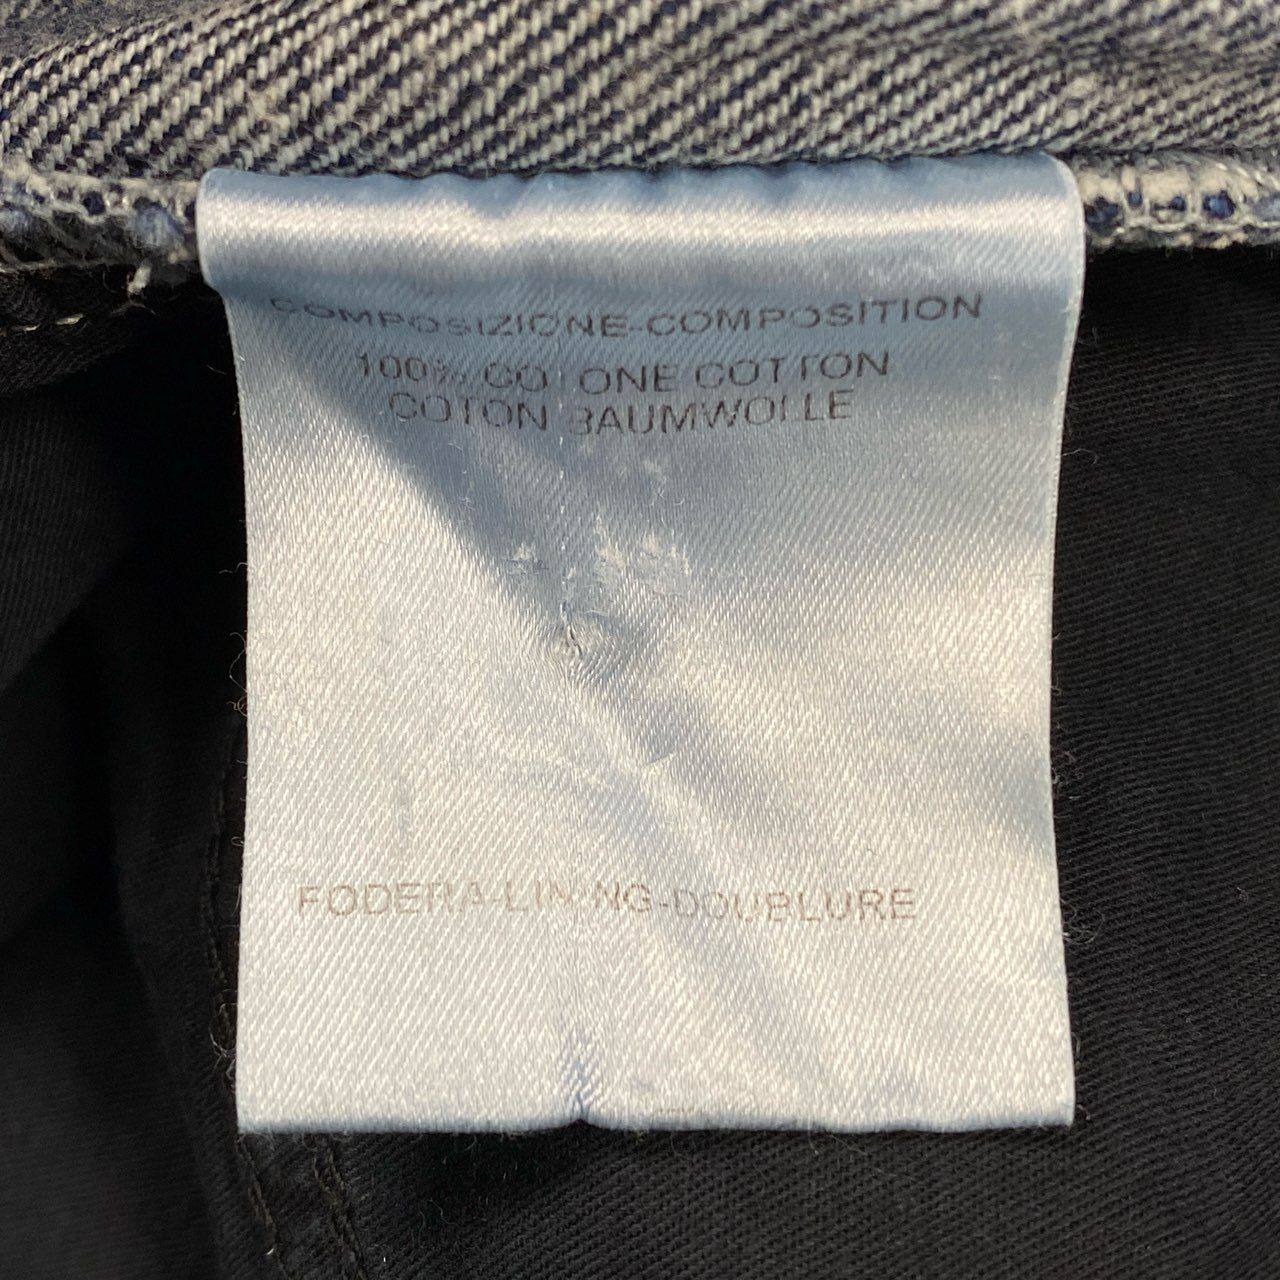 COMPOSIZIONE-COMPOSITION
100% COTONE COTTON
COTON BAUMWOLLE
FODERA-LINING-DOUBLURE